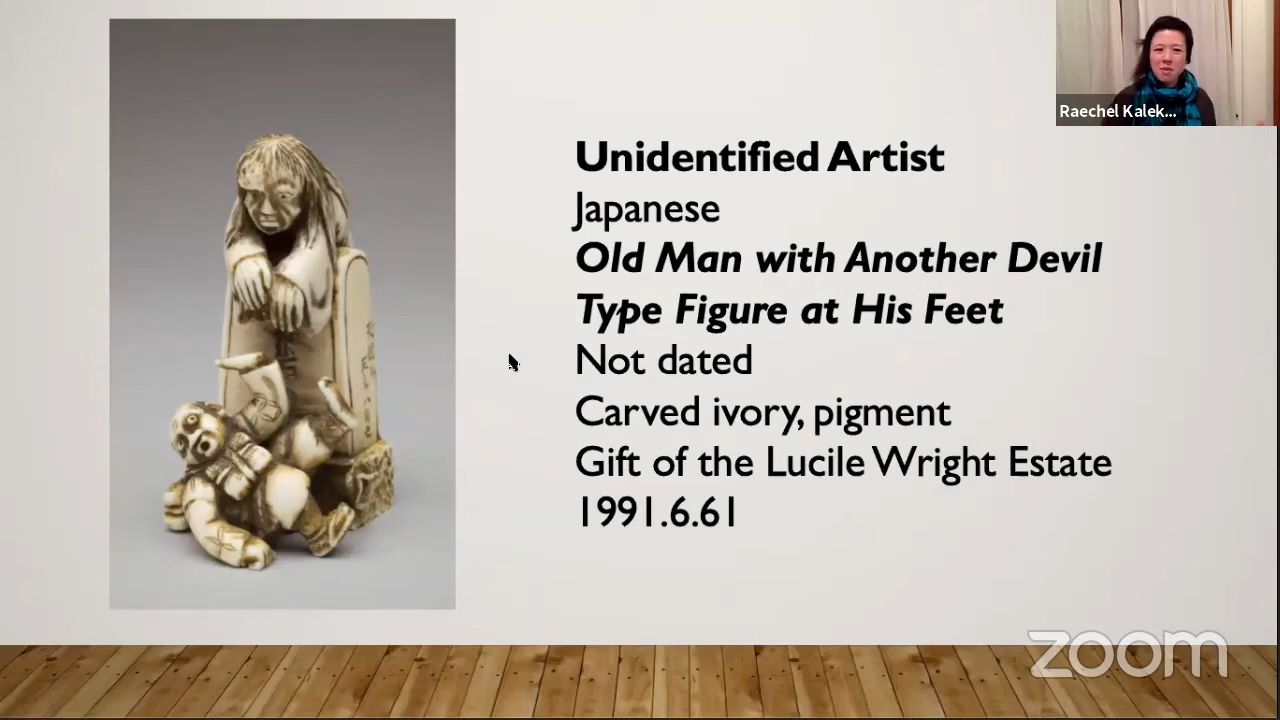 Raechel Kalek...
Unidentified Artist
Japanese
Old Man with Another Devil
Type Figure at His Feet
Not dated
Carved ivory, pigment
Gift of the Lucile Wright Estate
1991.6.61
zoom